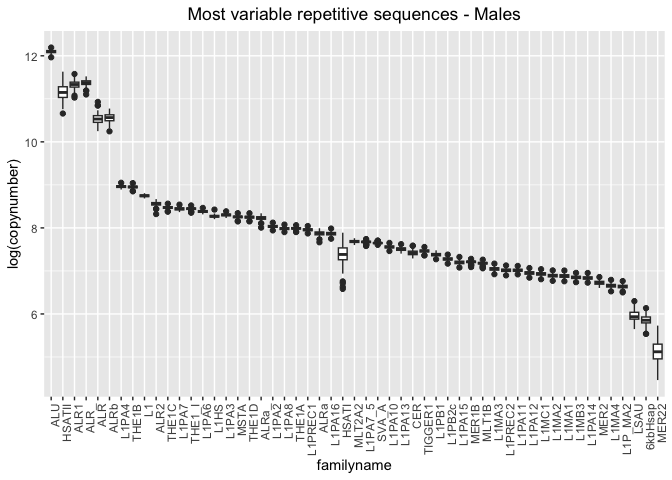 Most variable repetitive sequences - Males
12
10
8
6
log(copynumber)
ALU
HSATII
ALR1
ALR_
ALR
ALRb
L1PA4
THE1B
L1
ALR2
THE1C
L1PA7
THE1_I
L1PA6
L1HS
L1PA3
MSTA
THE1D
ALRa_
L1PA2
L1PA8
THE1A
L1PREC1
ALRa
L1PA16
HSATI
MLT2A2
L1PA7_5
SVA_A
L1PA10
L1PA13
CER
TIGGER1
L1PB1
L1PB2c
L1PA15
MER1B
MLT1B
L1MA3
L1PREC2
L1PA11
L1PA12
L1MC1
L1MA2
L1MA1
L1MB3
L1PA14
MER2
L1MA4
L1P_MA2
LSAU
6kbHsap
MER22
familyname